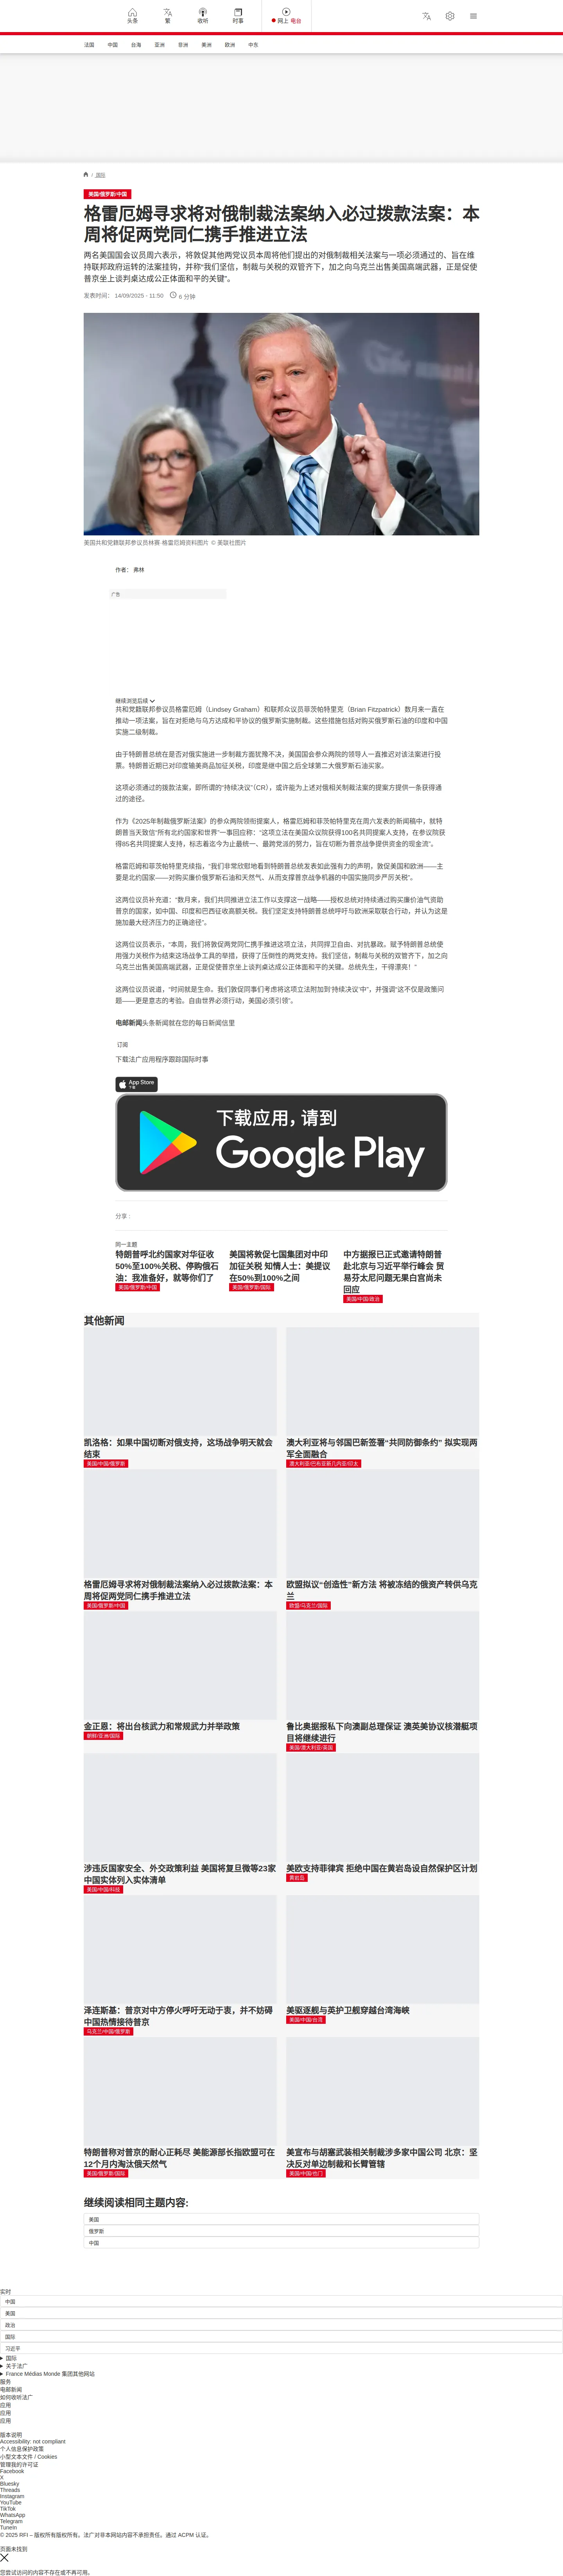 头条
繁
收听
时事
网上 电台
法国 中国 台海 亚洲 非洲 美洲 欧洲 中东
/ 国际
美国/俄罗斯/中国
格雷厄姆寻求将对俄制裁法案纳入必过拨款法案：本
周将促两党同仁携手推进立法
两名美国国会议员周六表示，将敦促其他两党议员本周将他们提出的对俄制裁相关法案与一项必须通过的、旨在维
持联邦政府运转的法案挂钩，并称“我们坚信，制裁与关税的双管齐下，加之向乌克兰出售美国高端武器，正是促使
普京坐上谈判桌达成公正体面和平的关键”。
发表时间： 14/09/2025 - 11:50 6 分钟
美国共和党籍联邦参议员林赛·格雷厄姆资料图片 © 美联社图片
作者： 弗林
广告
继续浏览后续
共和党籍联邦参议员格雷厄姆（Lindsey Graham）和联邦众议员菲茨帕特里克（Brian Fitzpatrick）数月来一直在
推动一项法案，旨在对拒绝与乌方达成和平协议的俄罗斯实施制裁。这些措施包括对购买俄罗斯石油的印度和中国
实施二级制裁。
由于特朗普总统在是否对俄实施进一步制裁方面犹豫不决，美国国会参众两院的领导人一直推迟对该法案进行投
票。特朗普近期已对印度输美商品加征关税，印度是继中国之后全球第二大俄罗斯石油买家。
这项必须通过的拨款法案，即所谓的“持续决议”（CR），或许能为上述对俄相关制裁法案的提案方提供一条获得通
过的途径。
作为《2025年制裁俄罗斯法案》的参众两院领衔提案人，格雷厄姆和菲茨帕特里克在周六发表的新闻稿中，就特
朗普当天致信“所有北约国家和世界”一事回应称：“这项立法在美国众议院获得100名共同提案人支持，在参议院获
得85名共同提案人支持，标志着迄今为止最统一、最跨党派的努力，旨在切断为普京战争提供资金的现金流”。
格雷厄姆和菲茨帕特里克续指，“我们非常欣慰地看到特朗普总统发表如此强有力的声明，敦促美国和欧洲——主
要是北约国家——对购买廉价俄罗斯石油和天然气、从而支撑普京战争机器的中国实施同步严厉关税”。
这两位议员补充道：“数月来，我们共同推进立法工作以支撑这一战略——授权总统对持续通过购买廉价油气资助
普京的国家，如中国、印度和巴西征收高额关税。我们坚定支持特朗普总统呼吁与欧洲采取联合行动，并认为这是
施加最大经济压力的正确途径”。
这两位议员表示，“本周，我们将敦促两党同仁携手推进这项立法，共同捍卫自由、对抗暴政。赋予特朗普总统使
用强力关税作为结束这场战争工具的举措，获得了压倒性的两党支持。我们坚信，制裁与关税的双管齐下，加之向
乌克兰出售美国高端武器，正是促使普京坐上谈判桌达成公正体面和平的关键。总统先生，干得漂亮！”
这两位议员说道，“时间就是生命。我们敦促同事们考虑将这项立法附加到‘持续决议’中”，并强调“这不仅是政策问
题——更是意志的考验。自由世界必须行动，美国必须引领”。
电邮新闻头条新闻就在您的每日新闻信里
订阅
下载法广应用程序跟踪国际时事
App Store
下载
下载应用，请到
Google Play
分享 :
同一主题
特朗普呼北约国家对华征收
50%至100%关税、停购俄石
油：我准备好，就等你们了
美国/俄罗斯/中国
美国将敦促七国集团对中印
加征关税 知情人士：美提议
在50%到100%之间
美国/俄罗斯/国际
中方据报已正式邀请特朗普
赴北京与习近平举行峰会 贸
易芬太尼问题无果白宫尚未
回应
美国/中国/政治
其他新闻
凯洛格：如果中国切断对俄支持，这场战争明天就会
结束
美国/中国/俄罗斯
澳大利亚将与邻国巴新签署“共同防御条约” 拟实现两
军全面融合
澳大利亚/巴布亚新几内亚/印太
格雷厄姆寻求将对俄制裁法案纳入必过拨款法案：本
周将促两党同仁携手推进立法
美国/俄罗斯/中国
欧盟拟议“创造性”新方法 将被冻结的俄资产转供乌克
兰
欧盟/乌克兰/国际
金正恩：将出台核武力和常规武力并举政策
朝鲜/亚洲/国际
鲁比奥据报私下向澳副总理保证 澳英美协议核潜艇项
目将继续进行
美国/澳大利亚/英国
涉违反国家安全、外交政策利益 美国将复旦微等23家
中国实体列入实体清单
美国/中国/科技
美欧支持菲律宾 拒绝中国在黄岩岛设自然保护区计划
黄岩岛
泽连斯基：普京对中方停火呼吁无动于衷，并不妨碍
中国热情接待普京
乌克兰/中国/俄罗斯
美驱逐舰与英护卫舰穿越台湾海峡
美国/中国/台湾
特朗普称对普京的耐心正耗尽 美能源部长指欧盟可在
12个月内淘汰俄天然气
美国/俄罗斯/国际
美宣布与胡塞武装相关制裁涉多家中国公司 北京：坚
决反对单边制裁和长臂管辖
美国/中国/也门
继续阅读相同主题内容:
美国
俄罗斯
中国
实时
中国
美国
政治
国际
习近平
国际
关于法广
France Médias Monde 集团其他网站
服务
电邮新闻
如何收听法广
应用
应用
应用
版本说明
Accessibility: not compliant
个人信息保护政策
小型文本文件 / Cookies
管理我的许可证
Facebook
X
Bluesky
Threads
Instagram
YouTube
TikTok
WhatsApp
Telegram
TuneIn
© 2025 RFI – 版权所有版权所有。法广对非本网站内容不承担责任。通过 ACPM 认证。
页面未找到
您尝试访问的内容不存在或不再可用。